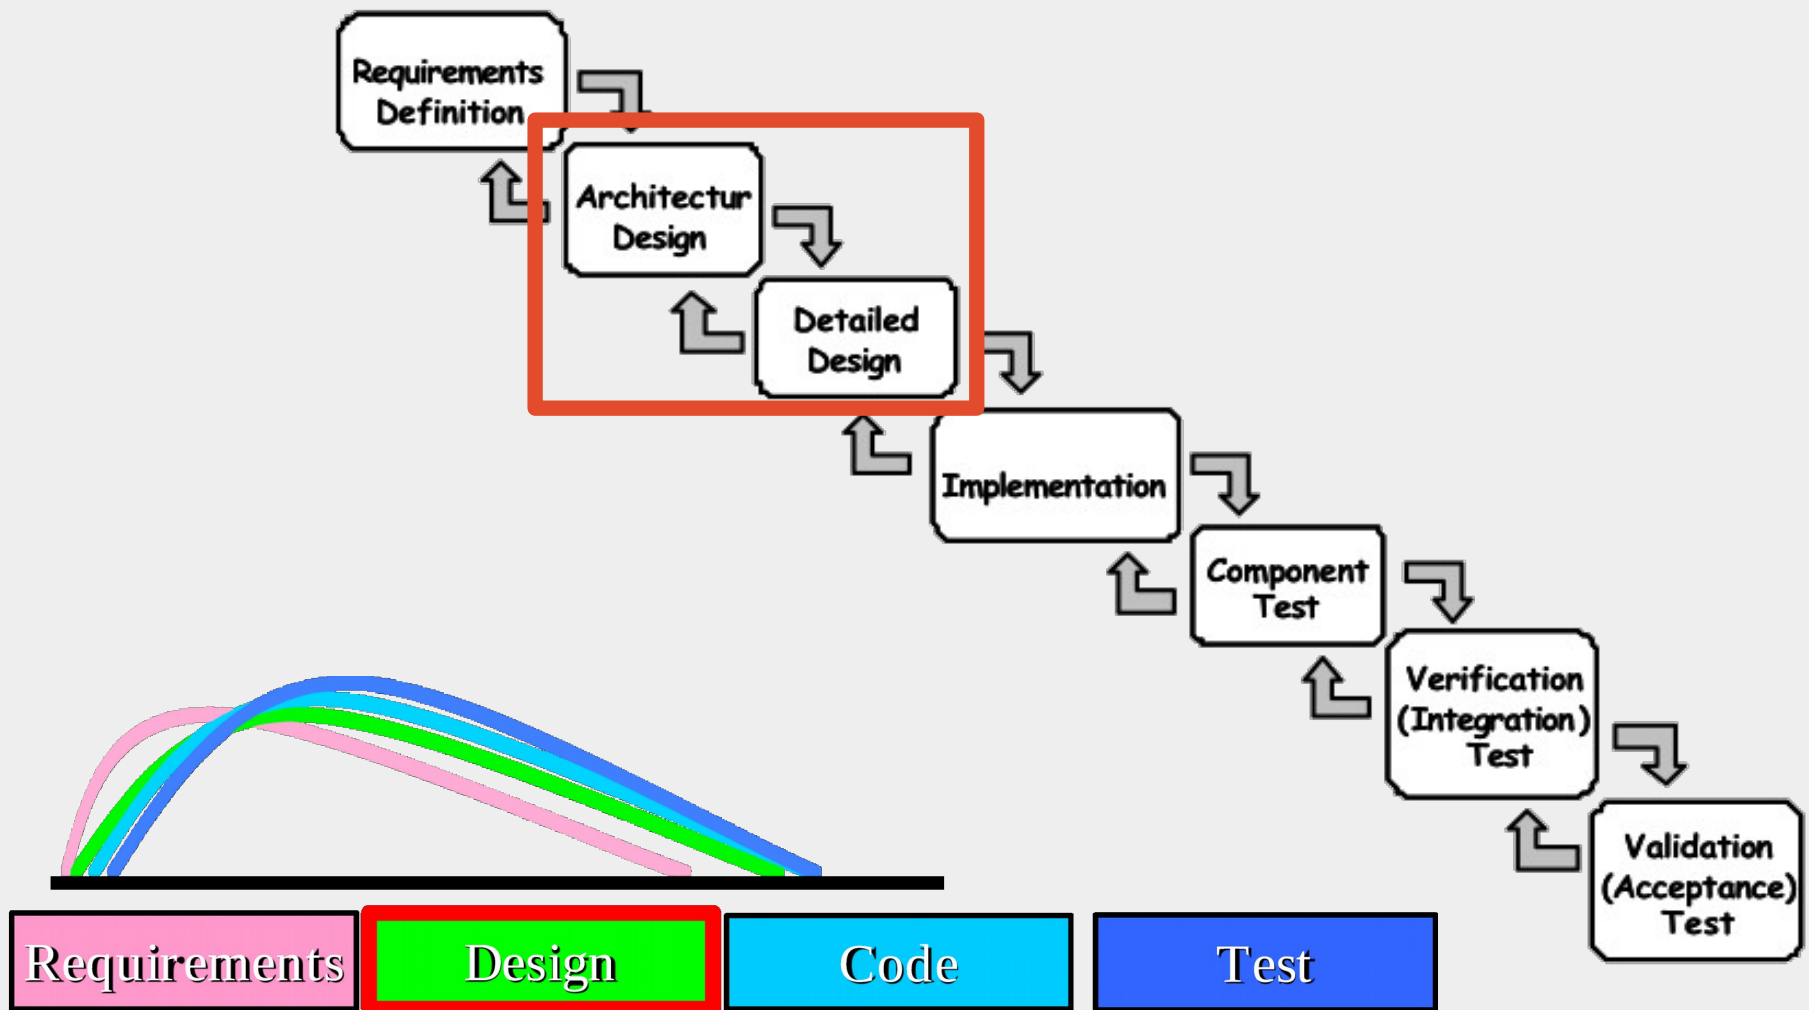 Requirements
Definition
Architectur
Design
Detailed
Design
Implementation
Component
Test
Verification
(Integration)
Test
Validation
(Acceptance)
Test
Requirements
Design
Code
Test